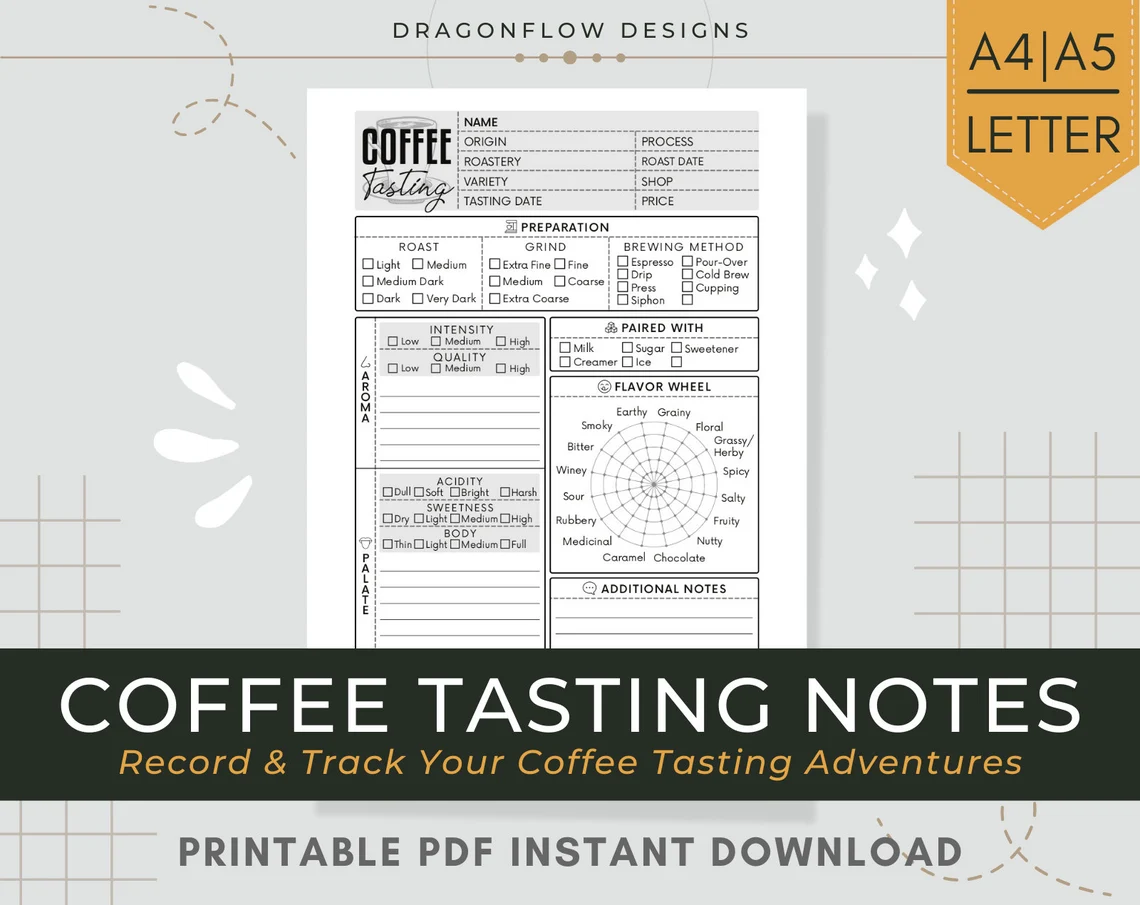 DRAGONFLOW DESIGNS
A4|A5
LETTER
COFFEE
Tasting
NAME
ORIGIN PROCESS
ROASTERY ROAST DATE
VARIETY SHOP
TASTING DATE PRICE
PREPARATION
ROAST GRIND BREWING METHOD
Light Medium
Medium Dark
Dark Very Dark
Extra Fine Fine
Medium Coarse
Extra Coarse
Espresso Pour-Over
Drip Cold Brew
Press Cupping
Siphon
AROMA
INTENSITY
Low Medium High
QUALITY
Low Medium High
PALATE
ACIDITY
Dull Soft Bright Harsh
SWEETNESS
Dry Light Medium High
BODY
Thin Light Medium Full
PAIRED WITH
Milk Sugar Sweetener
Creamer Ice
FLAVOR WHEEL
Earthy Grainy
Smoky Floral
Bitter Grassy/
Herby
Winey Spicy
Sour Salty
Rubbery Fruity
Medicinal Nutty
Caramel Chocolate
ADDITIONAL NOTES
COFFEE TASTING NOTES
Record & Track Your Coffee Tasting Adventures
PRINTABLE PDF INSTANT DOWNLOAD